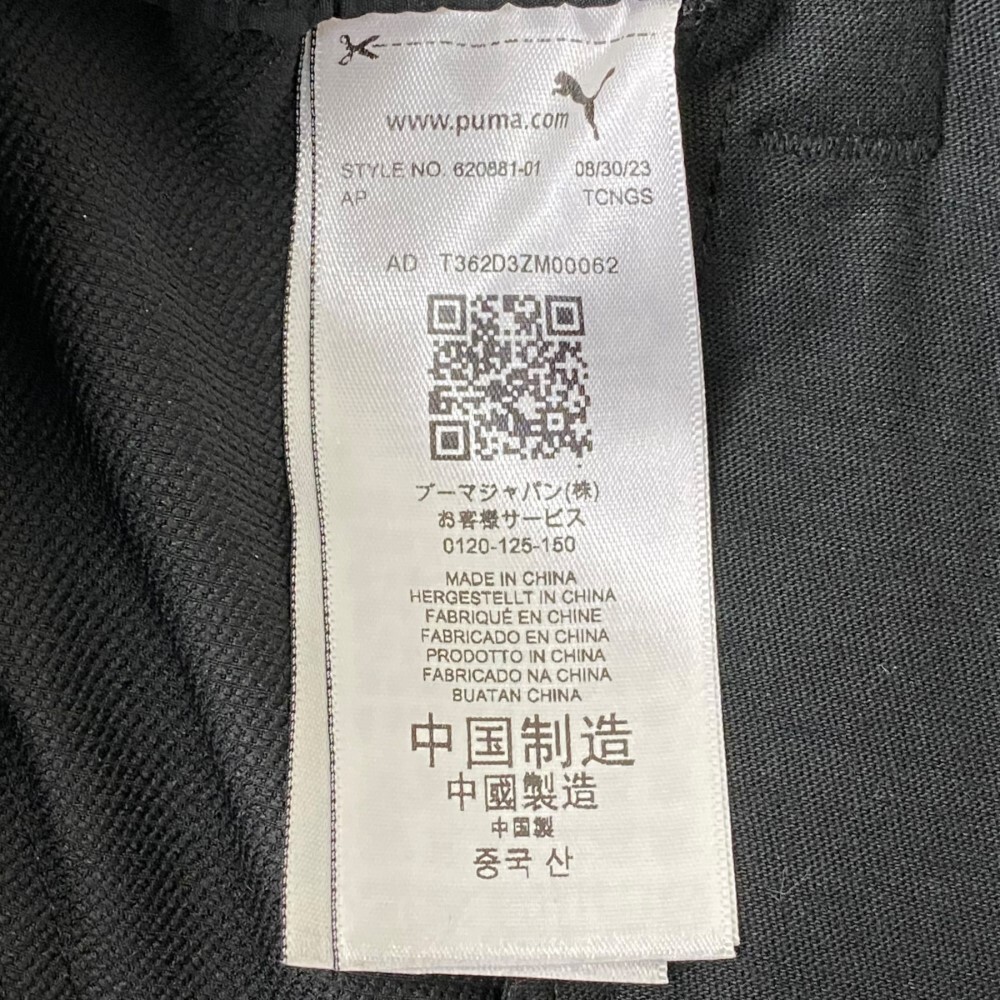 www.puma.com
STYLE NO 620881-01 08/30/23
AP TCNGS
AD T362D3ZM00062
プーマジャパン(株)
お客様サービス
0120-125-150
MADE IN CHINA
HERGESTELLT IN CHINA
FABRIQUÉ EN CHINE
FABRICADO EN CHINA
PRODOTTO IN CHINA
FABRICADO NA CHINA
BUATAN CHINA
中国制造
中國製造
中国製
중국 산